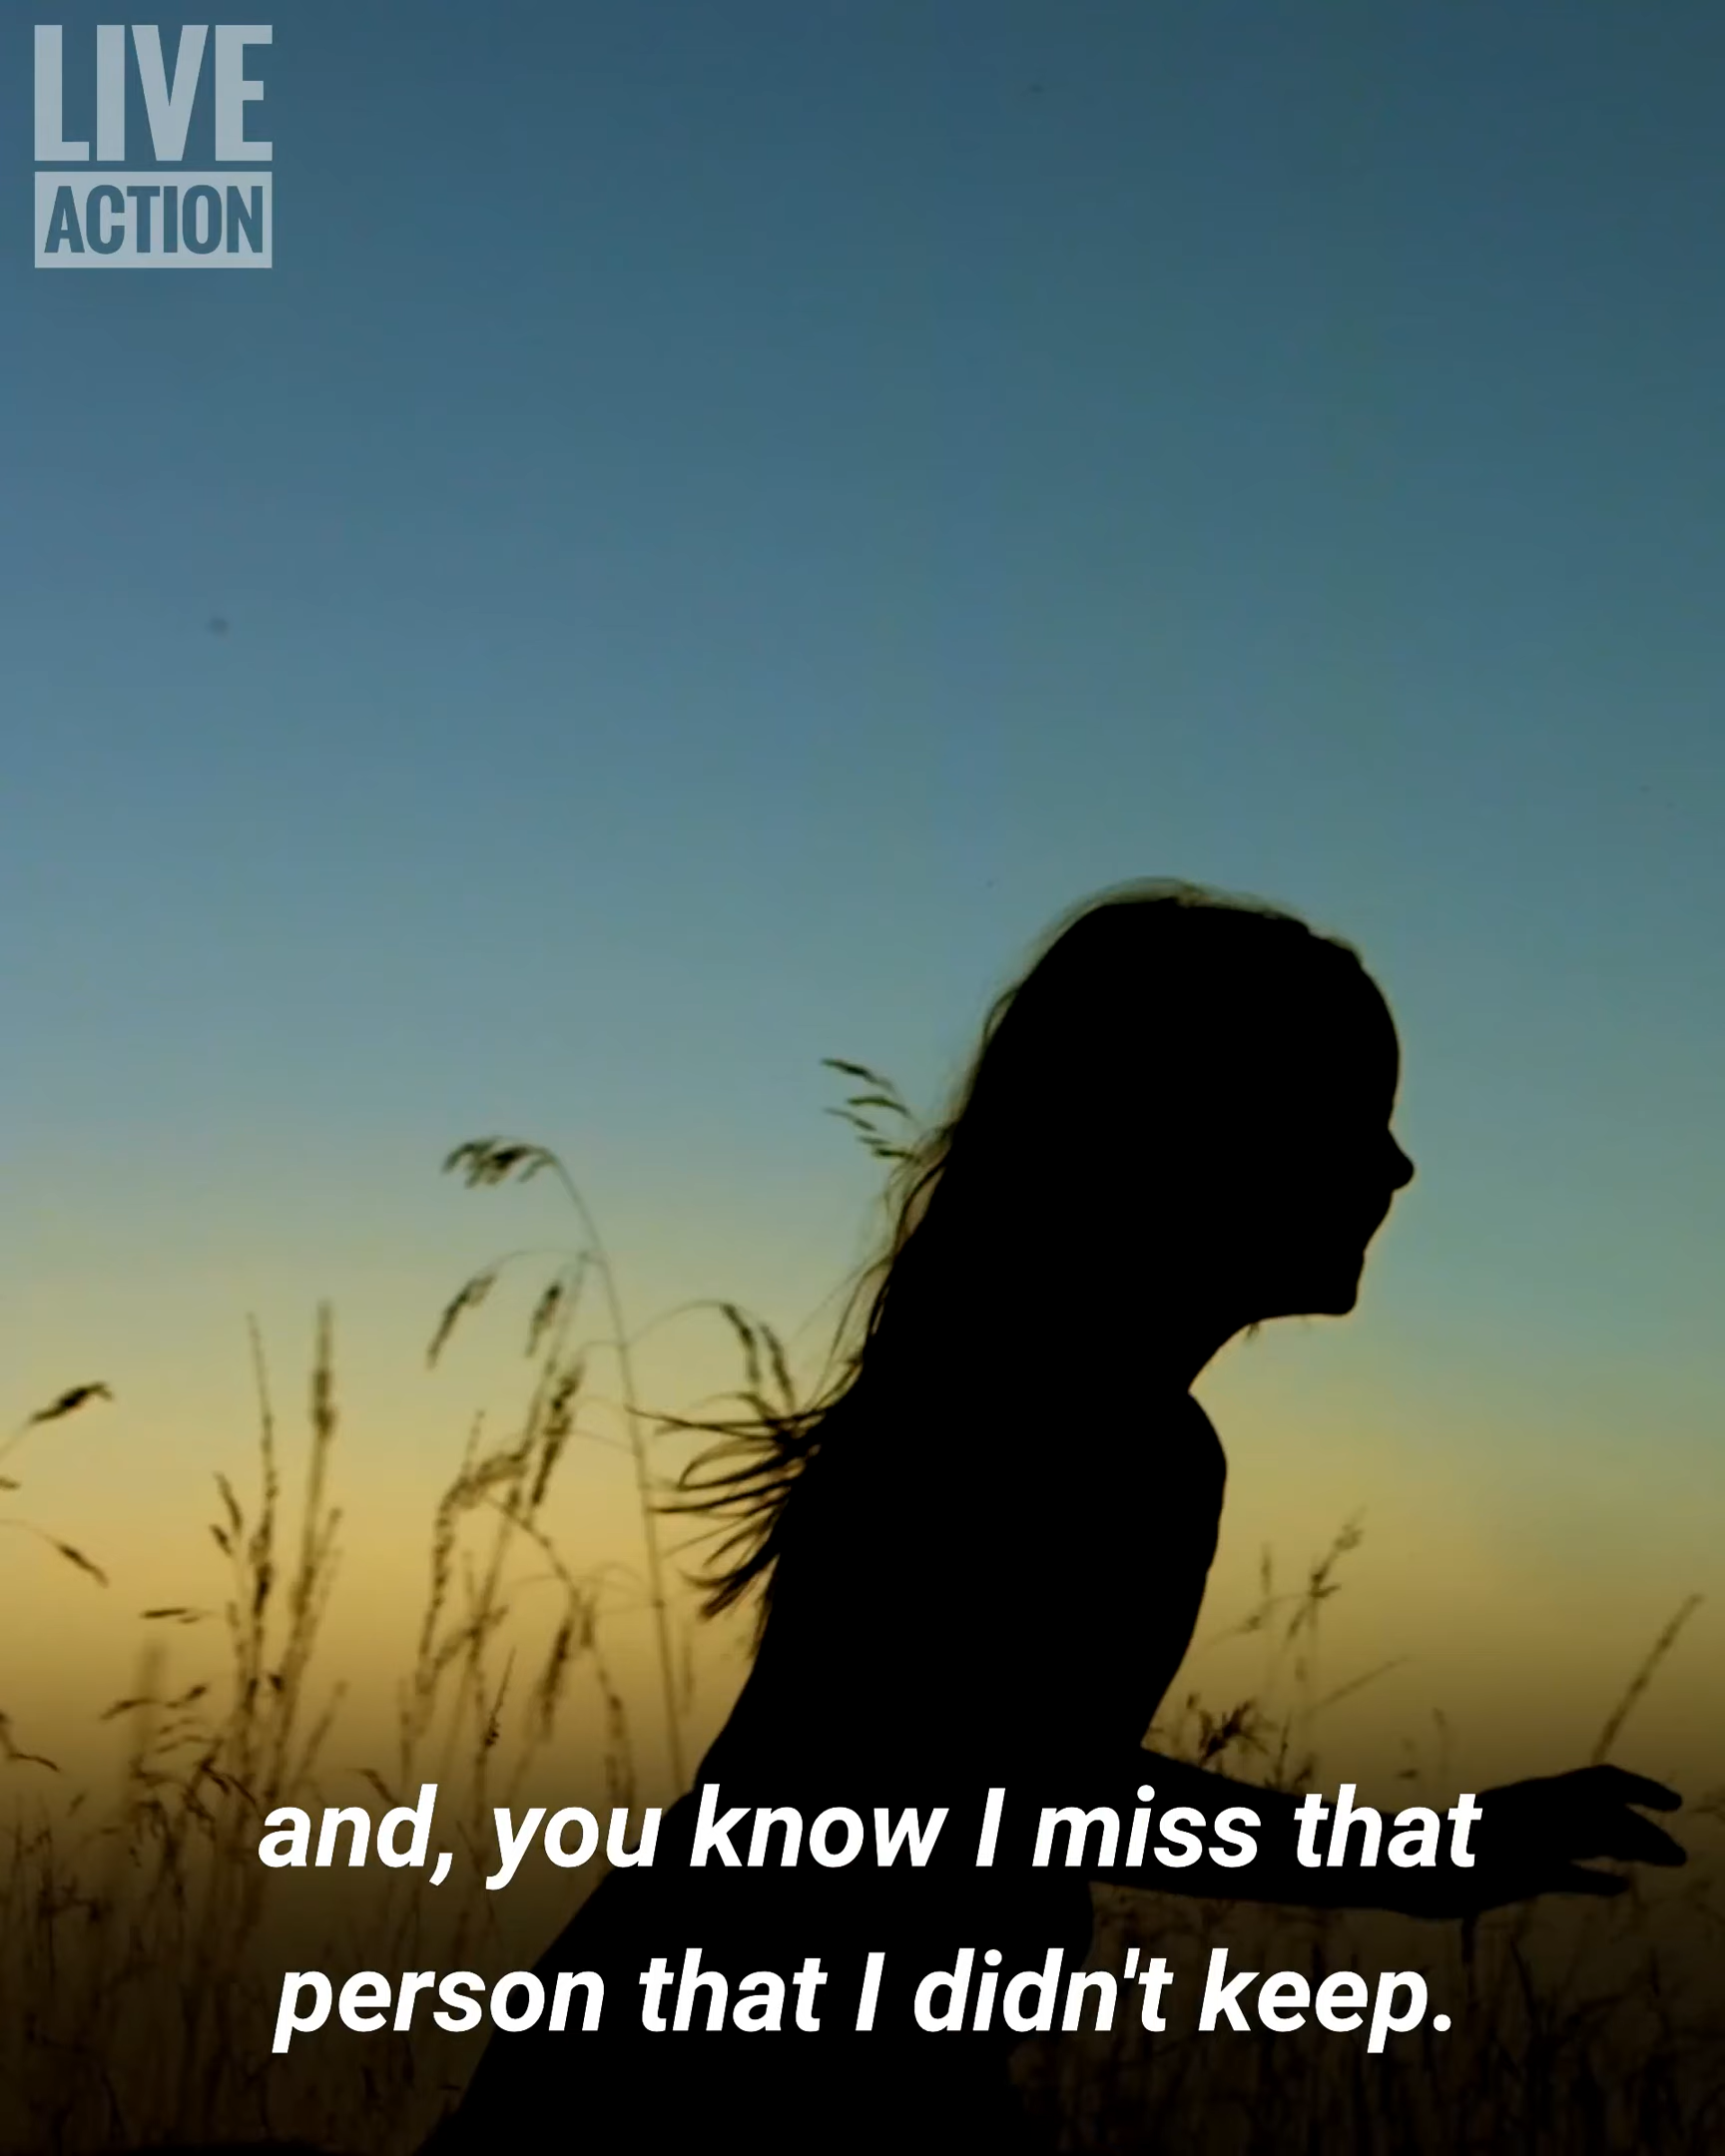 LIVE
ACTION
and, you know I miss that
person that I didn't keep.